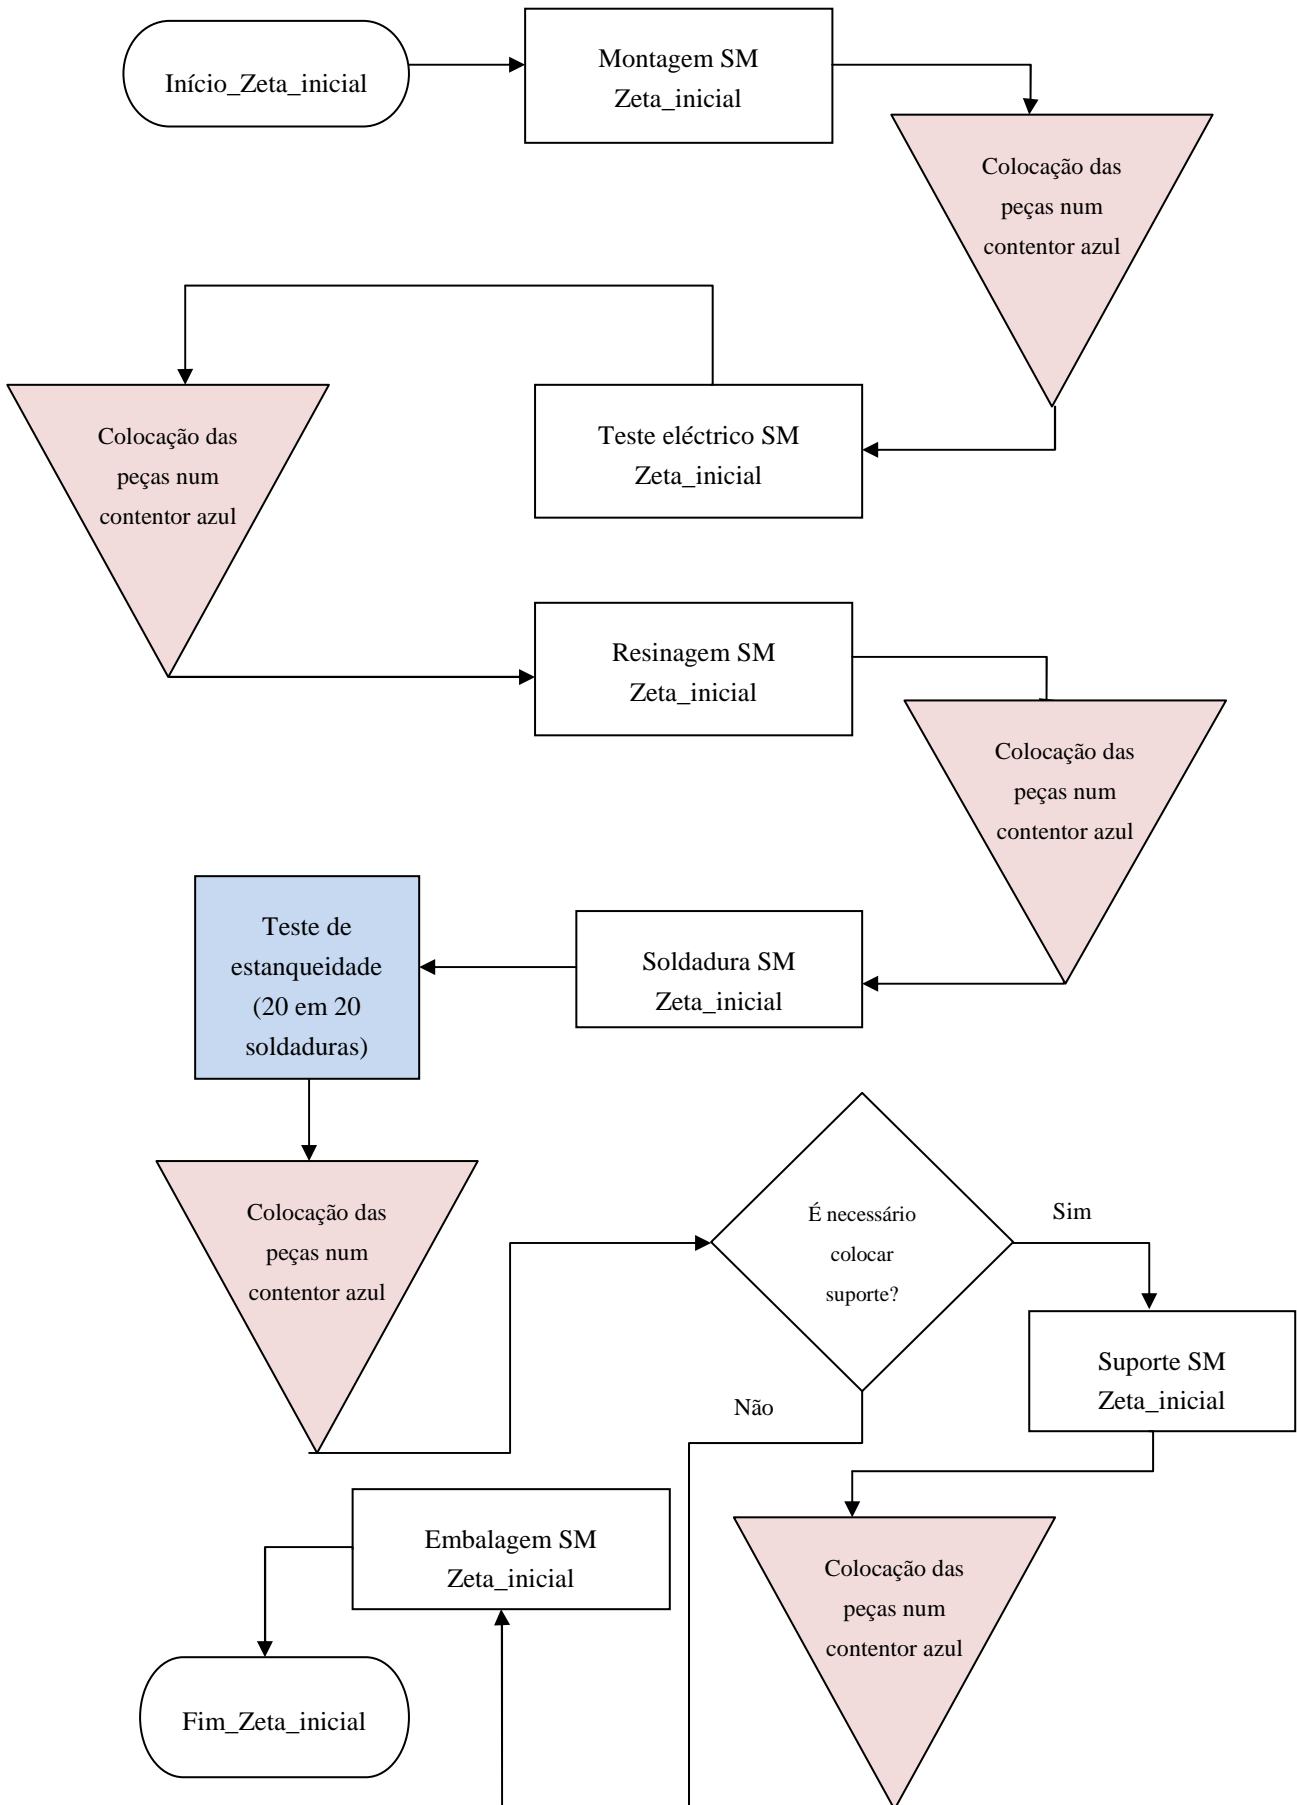 Início_Zeta_inicial
Montagem SM
Zeta_inicial
Colocação das
peças num
contentor azul
Teste eléctrico SM
Zeta_inicial
Colocação das
peças num
contentor azul
Resinagem SM
Zeta_inicial
Colocação das
peças num
contentor azul
Soldadura SM
Zeta_inicial
Teste de
estanqueidade
(20 em 20
soldaduras)
Colocação das
peças num
contentor azul
É necessário
colocar
suporte?
Sim
Não
Suporte SM
Zeta_inicial
Colocação das
peças num
contentor azul
Embalagem SM
Zeta_inicial
Fim_Zeta_inicial